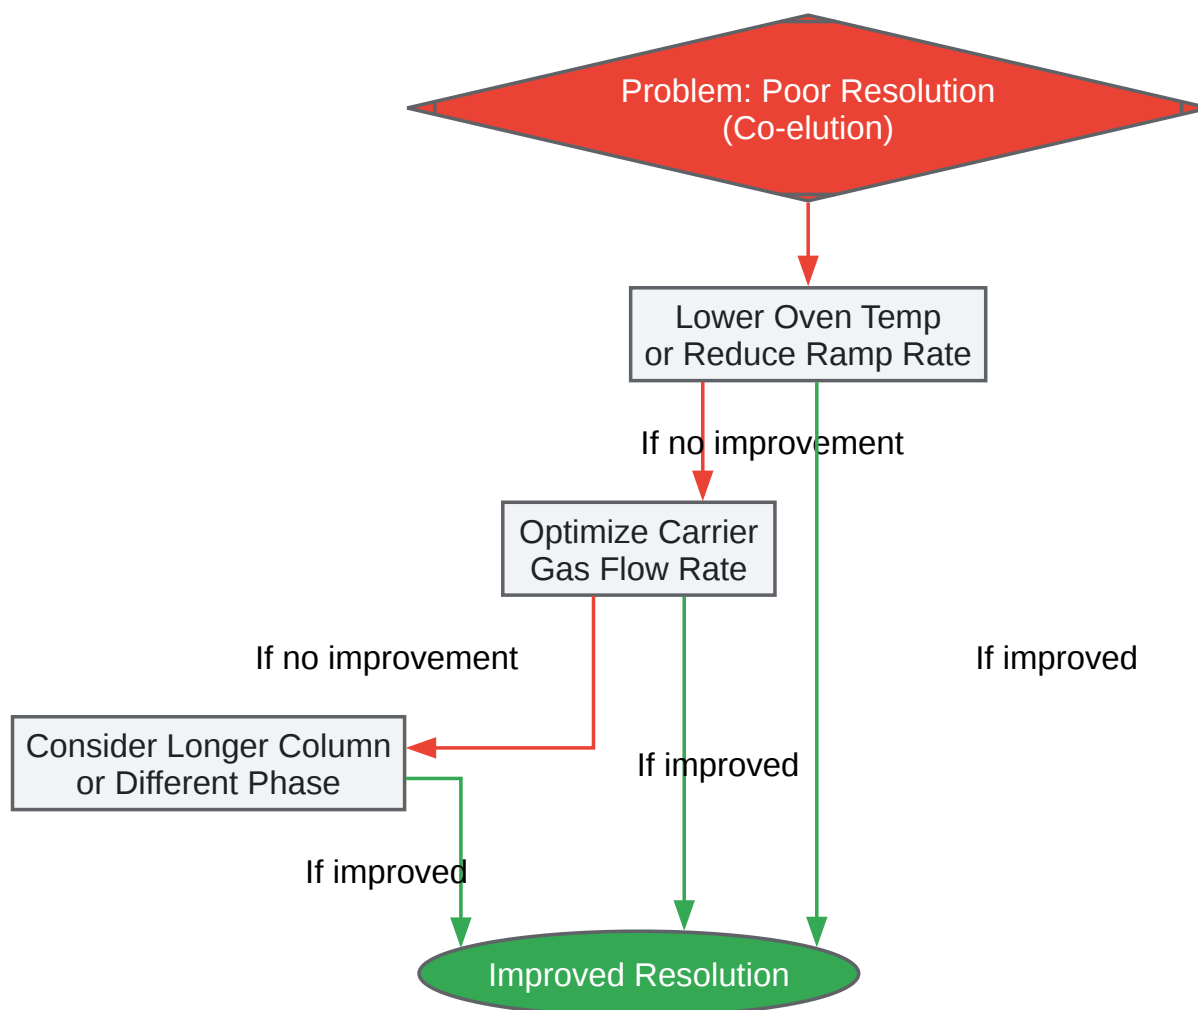 Problem: Poor Resolution
(Co-elution)
Lower Oven Temp
or Reduce Ramp Rate
If no improvement
Optimize Carrier
Gas Flow Rate
If no improvement
If improved
Consider Longer Column
or Different Phase
If improved
If improved
Improved Resolution